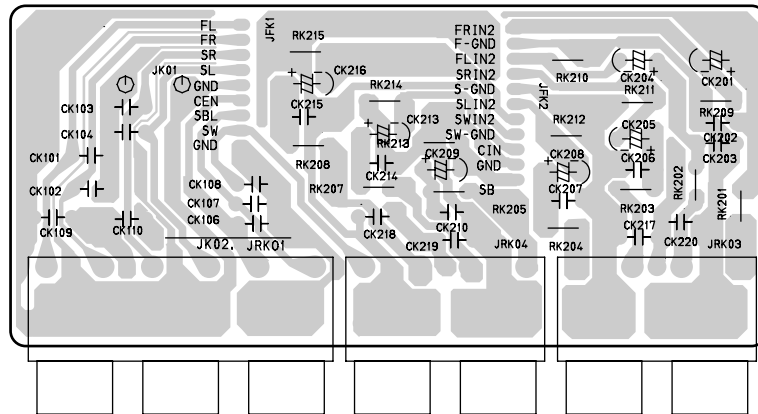 FL
FR
SR
SL
GND
CEN
SBL
SW
GND
JFK1
RK215
JK01
CK103
CK104
CK101
CK102
CK109
CK110
CK108
CK107
CK106
JK02, JRK01
CK216
CK215
RK214
CK213
RK213
RK208
CK214
RK207
CK209
CK218
CK219
CK210
RK205
JRK04
FRIN2
F-GND
FLIN2
SRIN2
S-GND
SLIN2
SWIN2
SW-GND
CIN
GND
SB
JFK2
RK210
CK204
RK211
CK201
RK209
CK202
CK203
RK212
CK205
CK208
CK206
CK207
RK202
RK201
RK203
RK204
CK217
CK220
JRK03